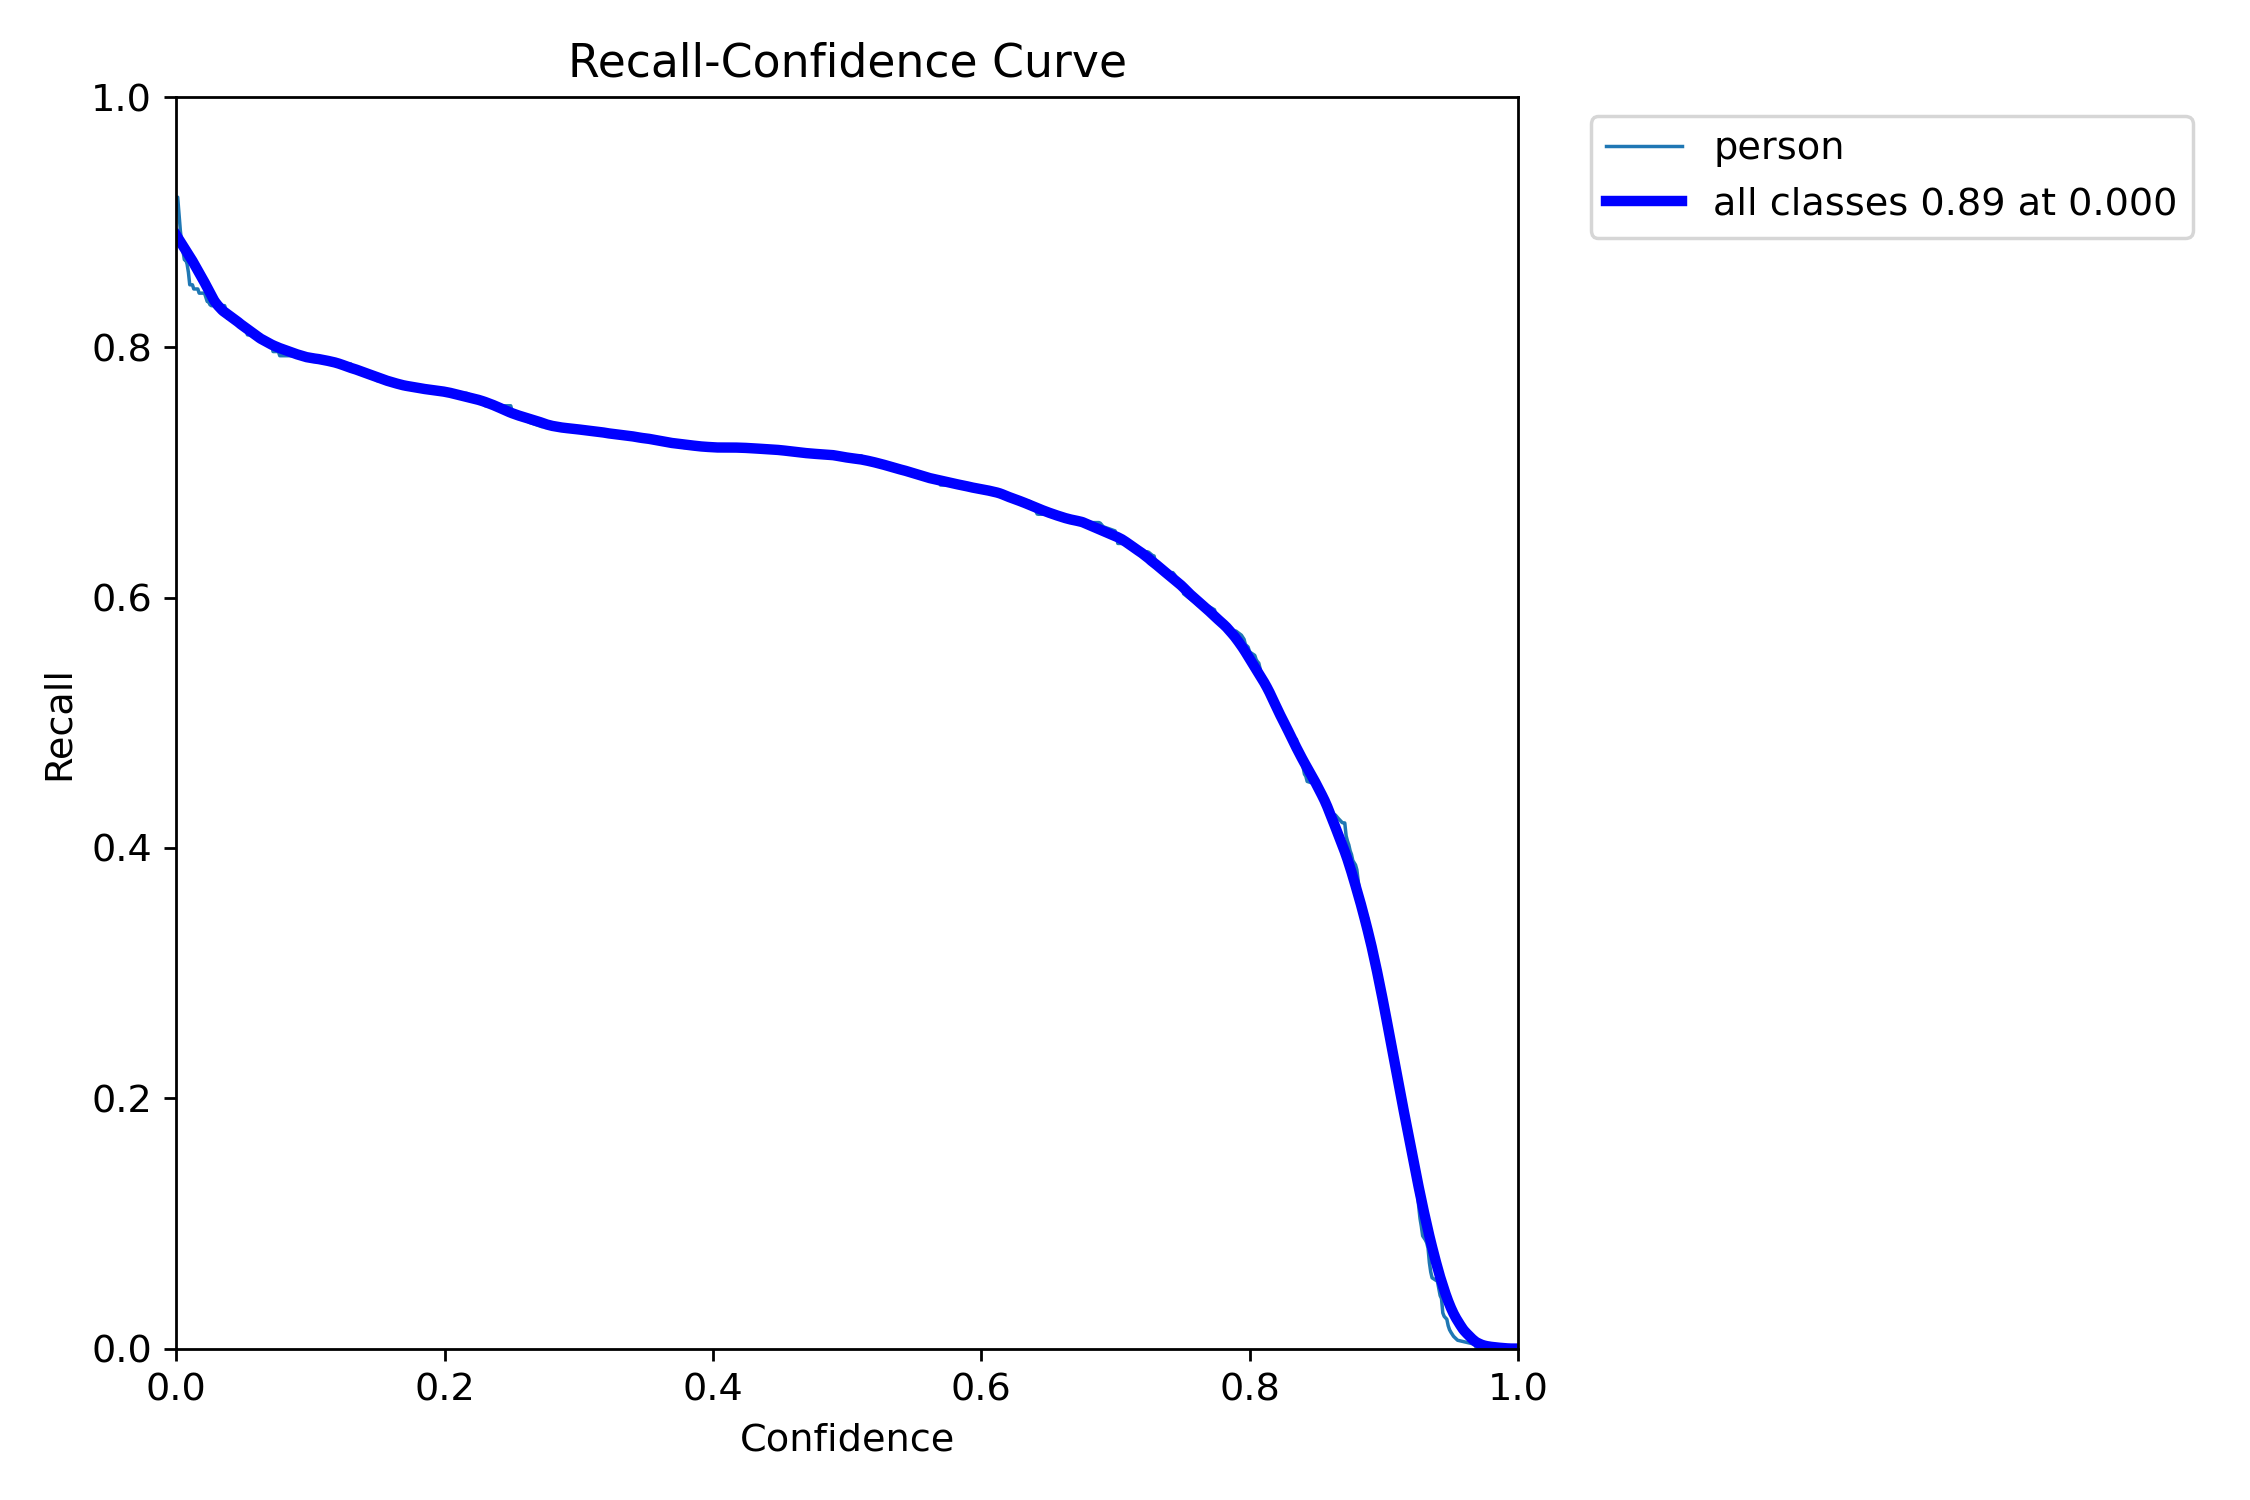 Recall-Confidence Curve
1.0
0.8
0.6
0.4
0.2
0.0
Recall
0.0 0.2 0.4 0.6 0.8 1.0
Confidence
person
all classes 0.89 at 0.000